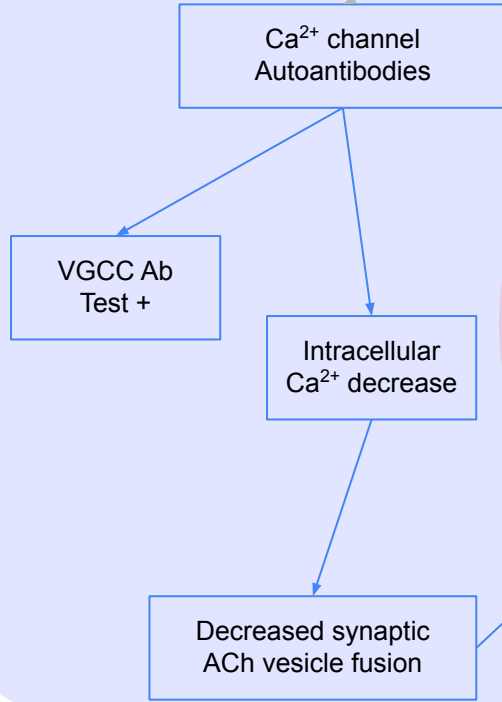 Ca²⁺ channel
Autoantibodies
VGCC Ab
Test +
Intracellular
Ca²⁺ decrease
Decreased synaptic
ACh vesicle fusion